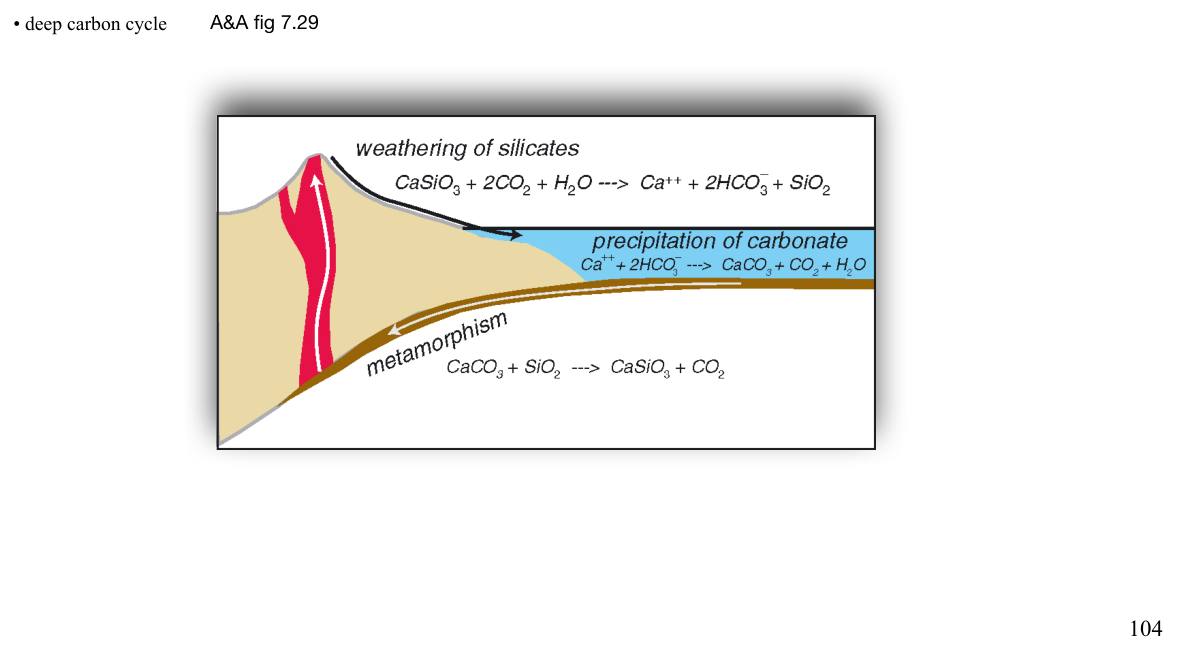 • deep carbon cycle A&A fig 7.29
weathering of silicates
CaSiO₃ + 2CO₂ + H₂O ---> Ca⁺⁺ + 2HCO₃⁻ + SiO₂
precipitation of carbonate
Ca⁺⁺ + 2HCO₃⁻ ---> CaCO₃ + CO₂ + H₂O
metamorphism
CaCO₃ + SiO₂ ---> CaSiO₃ + CO₂
104